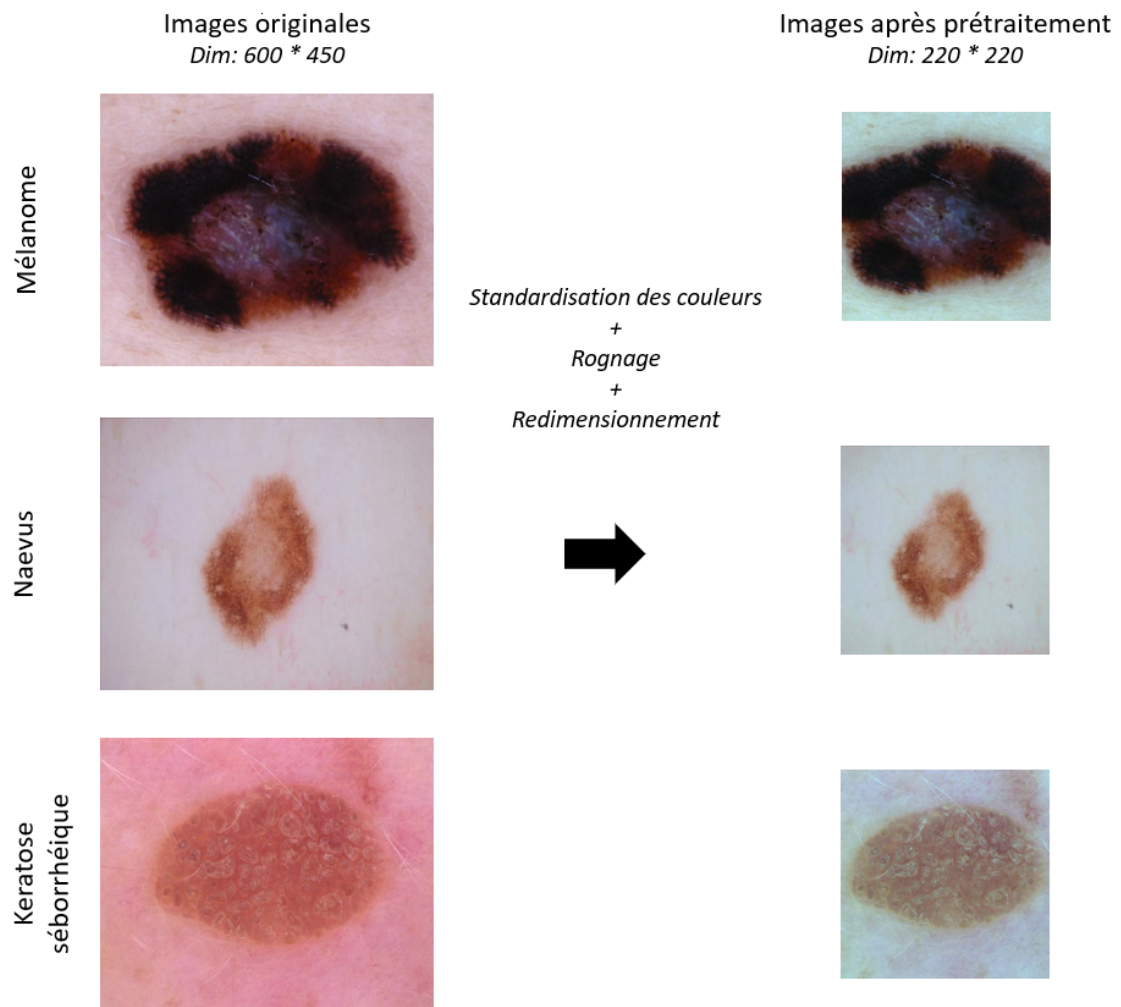 Images originales
Dim: 600 * 450
Images après prétraitement
Dim: 220 * 220
Mélanome
Standardisation des couleurs
+
Rognage
+
Redimensionnement
Naevus
Keratose
séborrhéique